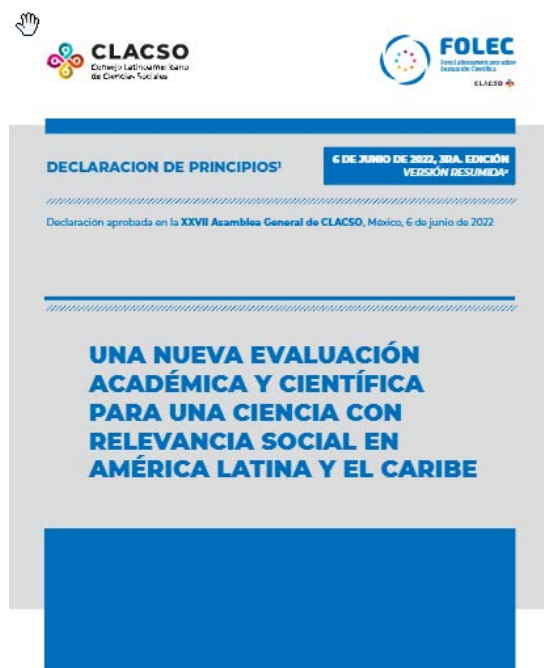 CLACSO
Consejo Latinoamericano
de Ciencias Sociales
FOLEC
Foro Latinoamericano sobre
Evaluación Científica
CLACSO
DECLARACION DE PRINCIPIOS¹
6 DE JUNIO DE 2022, 3RA. EDICIÓN
VERSIÓN RESUMIDA²
Declaración aprobada en la XXVII Asamblea General de CLACSO, México, 6 de junio de 2022
UNA NUEVA EVALUACIÓN
ACADÉMICA Y CIENTÍFICA
PARA UNA CIENCIA CON
RELEVANCIA SOCIAL EN
AMÉRICA LATINA Y EL CARIBE